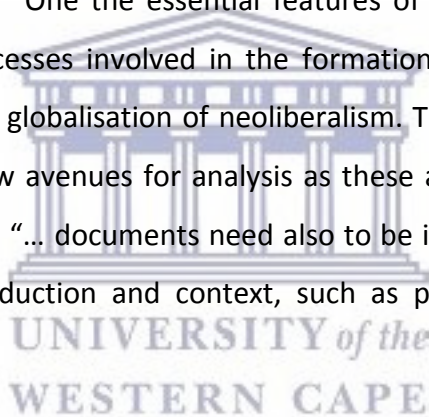 One the essential features of
cesses involved in the formation
globalisation of neoliberalism. T
w avenues for analysis as these a
"… documents need also to be i
duction and context, such as p
UNIVERSITY of the
WESTERN CAPE